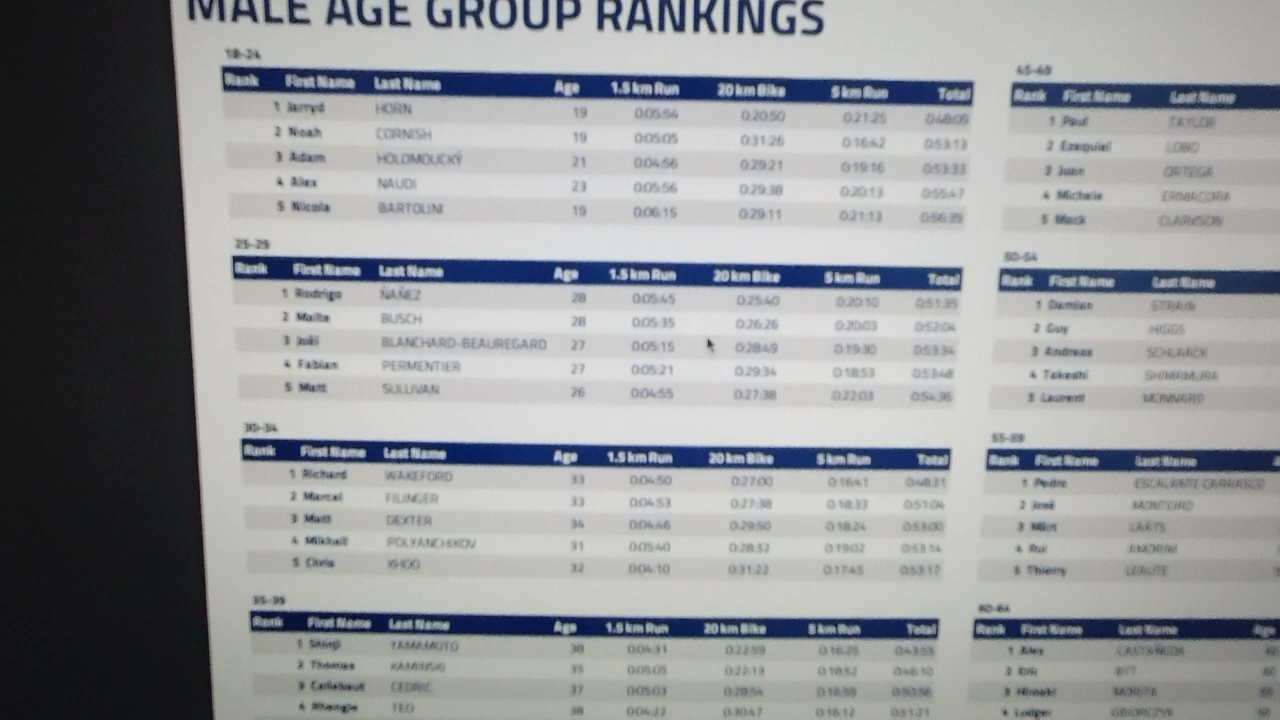 MALE AGE GROUP RANKINGS
18-24
Rank First Name Last Name Age 1.5 km Run 20 km Bike 5 km Run Total
1 Jarryd HORN 19 0:05:54 0:20:50 0:21:25 0:48:09
2 Noah CORNISH 19 0:05:05 0:31:26 0:16:42 0:53:13
3 Adam HOLOMOUCKÝ 21 0:04:56 0:29:21 0:19:16 0:53:33
4 Alex NAUDI 23 0:05:56 0:29:38 0:20:13 0:55:47
5 Nicola BARTOLINI 19 0:06:15 0:29:11 0:21:13 0:56:39
25-29
Rank First Name Last Name Age 1.5 km Run 20 km Bike 5 km Run Total
1 Rodrigo ÑAÑEZ 28 0:05:45 0:25:40 0:20:10 0:51:35
2 Malte BUSCH 28 0:05:35 0:26:26 0:20:03 0:52:04
3 Joël BLANCHARD-BEAUREGARD 27 0:05:15 0:28:49 0:19:30 0:53:34
4 Fabian PERMENTIER 27 0:05:21 0:29:34 0:18:53 0:53:48
5 Matt SULLIVAN 26 0:04:55 0:27:38 0:22:03 0:54:36
30-34
Rank First Name Last Name Age 1.5 km Run 20 km Bike 5 km Run Total
1 Richard WAKEFORD 33 0:04:50 0:27:00 0:16:41 0:48:31
2 Marcel FILINGER 33 0:04:53 0:27:38 0:18:33 0:51:04
3 Matt DEXTER 34 0:04:46 0:29:50 0:18:24 0:53:00
4 Mikhail POLYANCHIKOV 31 0:05:40 0:28:32 0:19:02 0:53:14
5 Chris KHOO 32 0:04:10 0:31:22 0:17:45 0:53:17
35-39
Rank First Name Last Name Age 1.5 km Run 20 km Bike 5 km Run Total
1 YAMAMOTO 38 0:04:31 0:22:59 0:16:25 0:43:55
2 Thomas KAMINSKI 35 0:05:05 0:22:13 0:18:52 0:46:10
3 CEDRIC 37 0:05:03 0:28:54 0:16:59 0:50:56
4 TEO 38 0:04:22 0:30:47 0:16:12 0:51:21
45-49
Rank First Name Last Name
1 Paul TAYLOR
2 Ezequiel LOBO
3 Juan ORTEGA
4 Michele ERMACORA
5 Mark CLARKSON
50-54
Rank First Name Last Name
1 Damian
2 Guy HIGGS
3 Andreas
4 Takeshi SHIMAMURA
5 Laurent MONNARD
55-59
Rank First Name Last Name
1 Pedro ESCALANTE CARRASCO
2 José MONTEIRO
3 LAATS
4 Rui AMORIM
5 Thierry
60-64
Rank First Name Last Name Age
1 Alex CASTAÑEDA
2 Eric
3 Hiroaki MORITA
4 Ludger